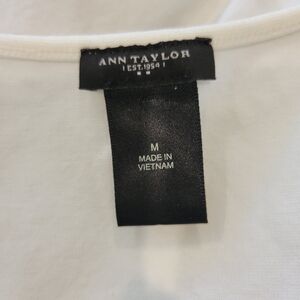 ANN TAYLOR
EST. 1954
M
MADE IN
VIETNAM